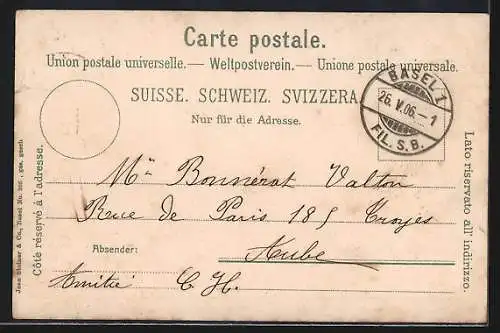 Carte postale.
Union postale universelle. — Weltpostverein. — Unione postale universale.
SUISSE. SCHWEIZ. SVIZZERA.
Nur für die Adresse.
BASEL 1
26. V. 06. – 1
FIL. S. B.
Côté réservé à l'adresse.
Lato riservato all' indirizzo.
Mr Bonnérat Valton
Rue de Paris 185 Troyes
Aube
Absender:
Amitié C. H.